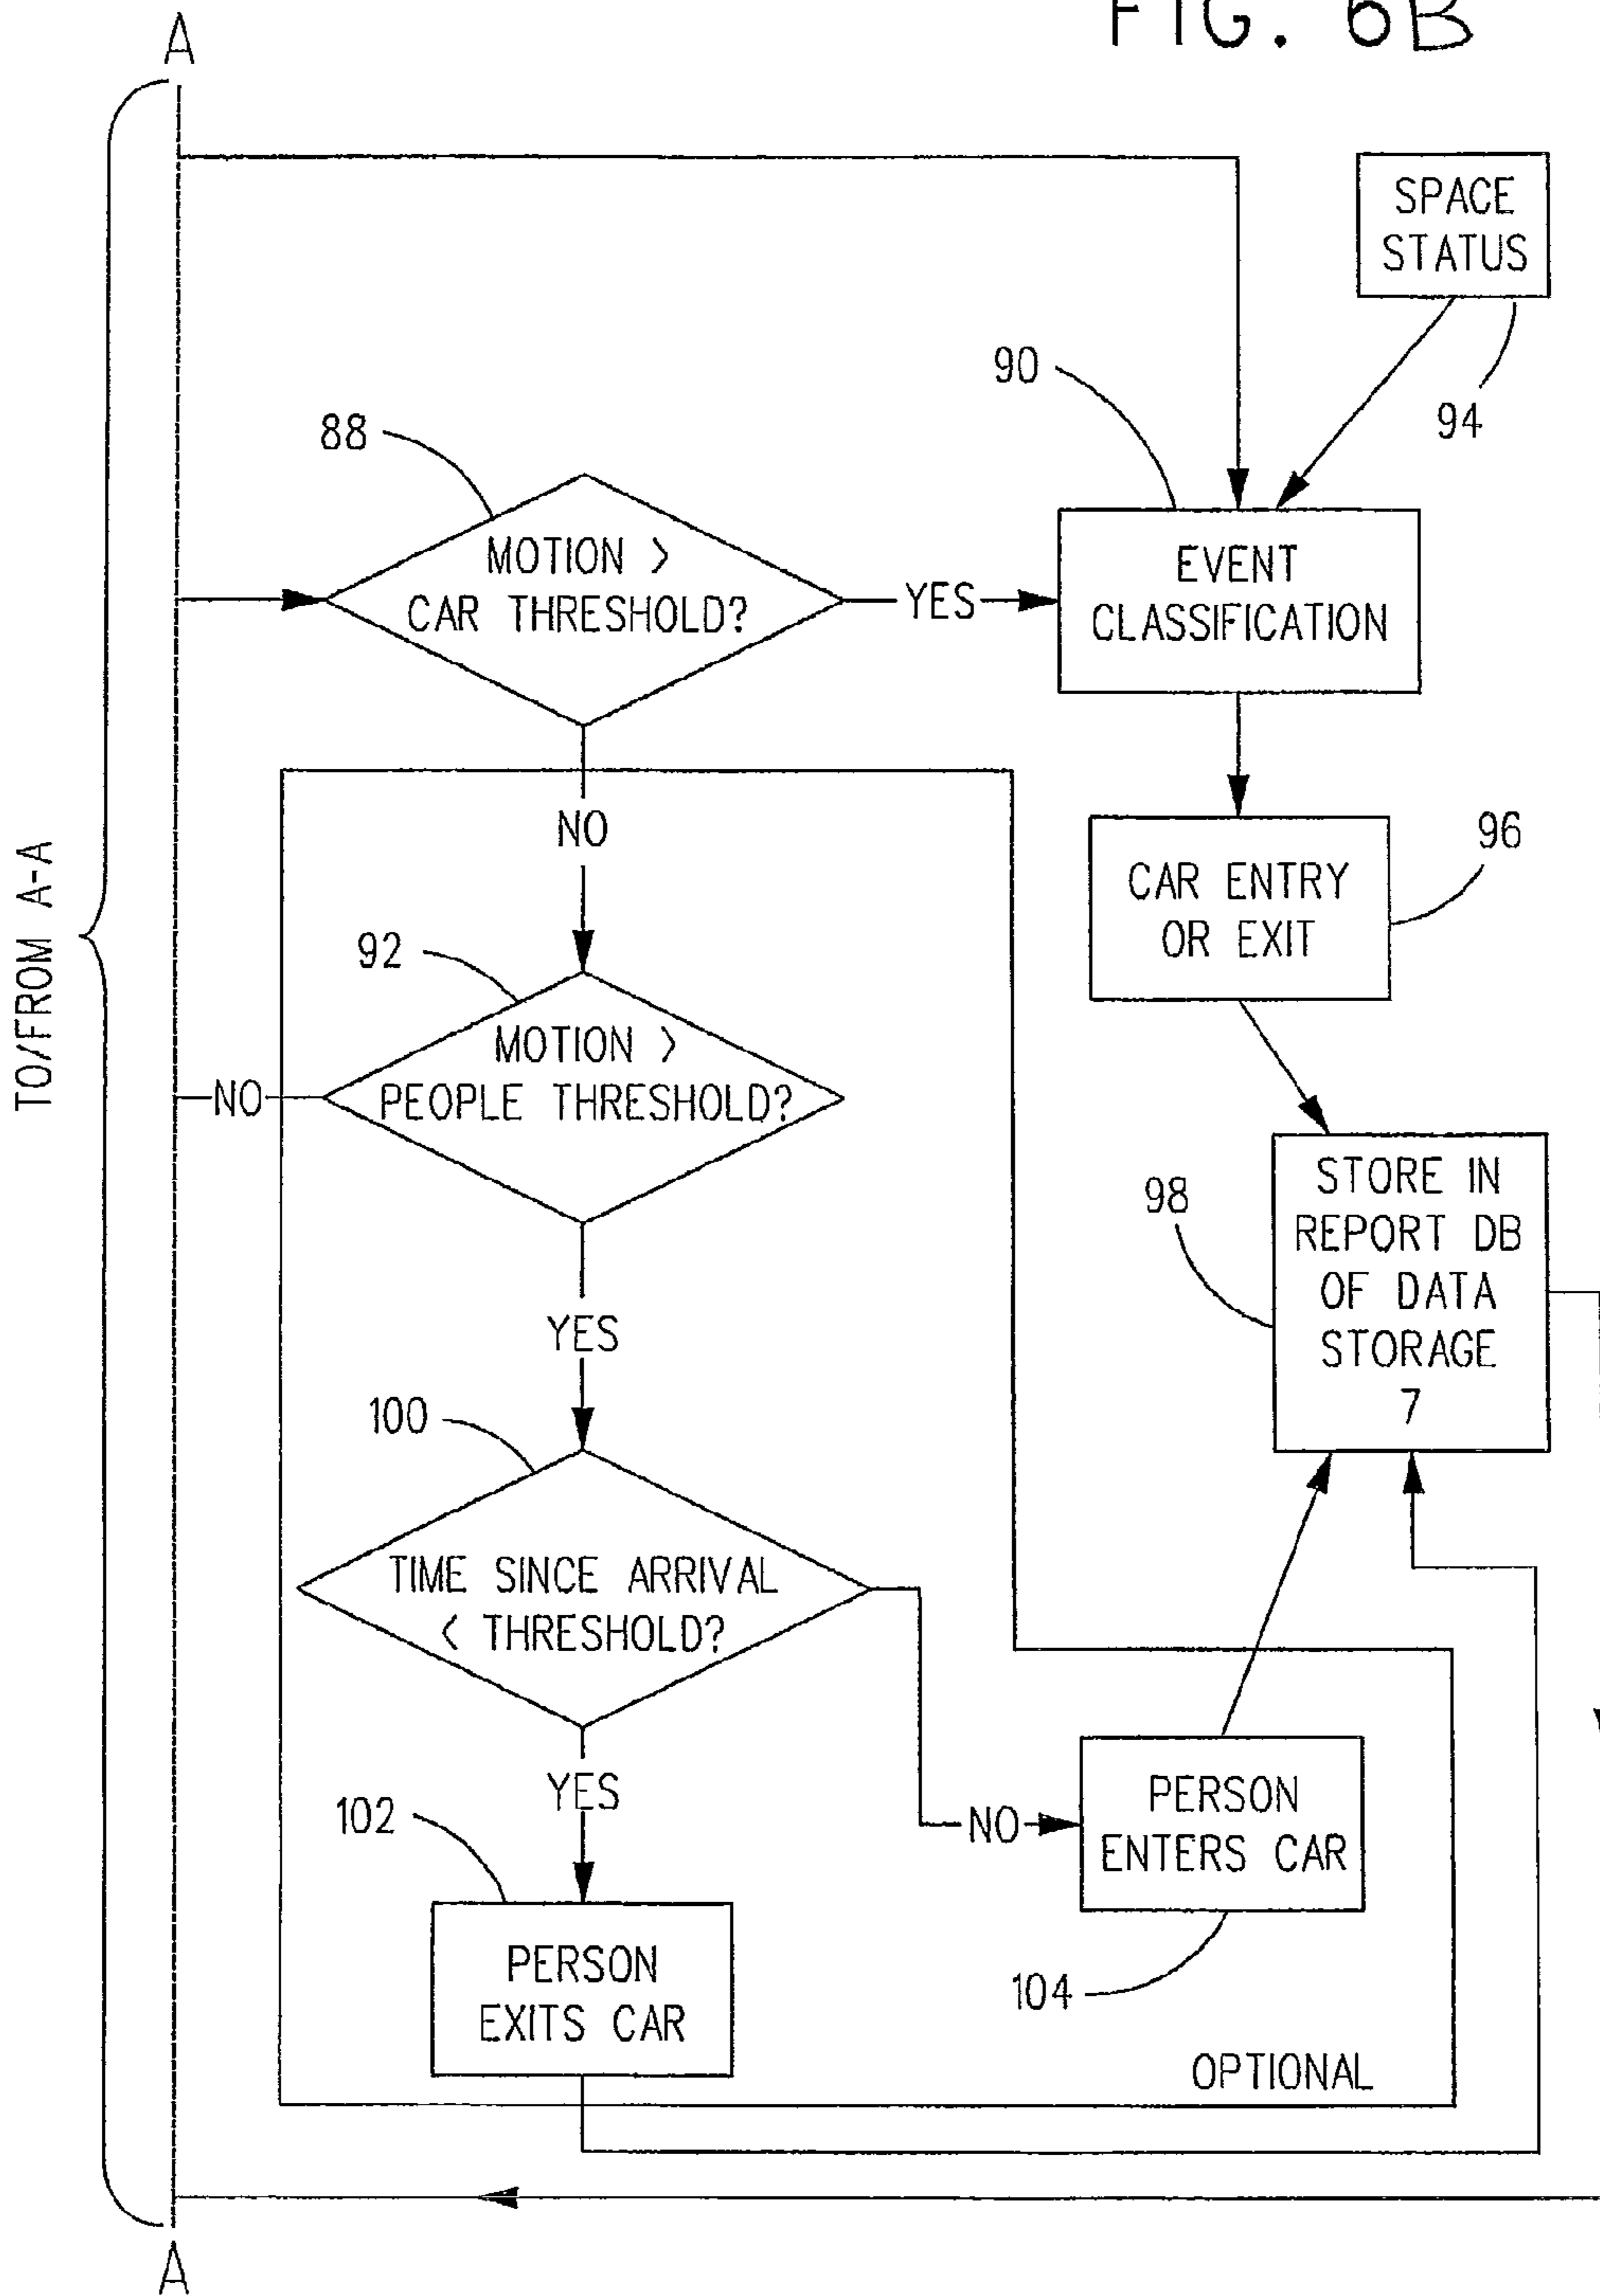 FIG. 6B
A
SPACE
STATUS
94
90
88
MOTION >
CAR THRESHOLD?
YES
EVENT
CLASSIFICATION
NO
CAR ENTRY
OR EXIT
96
TO/FROM A-A
92
MOTION >
PEOPLE THRESHOLD?
NO
STORE IN
REPORT DB
OF DATA
STORAGE
7
98
YES
100
TIME SINCE ARRIVAL
< THRESHOLD?
YES
NO
PERSON
ENTERS CAR
102
PERSON
EXITS CAR
104
OPTIONAL
A